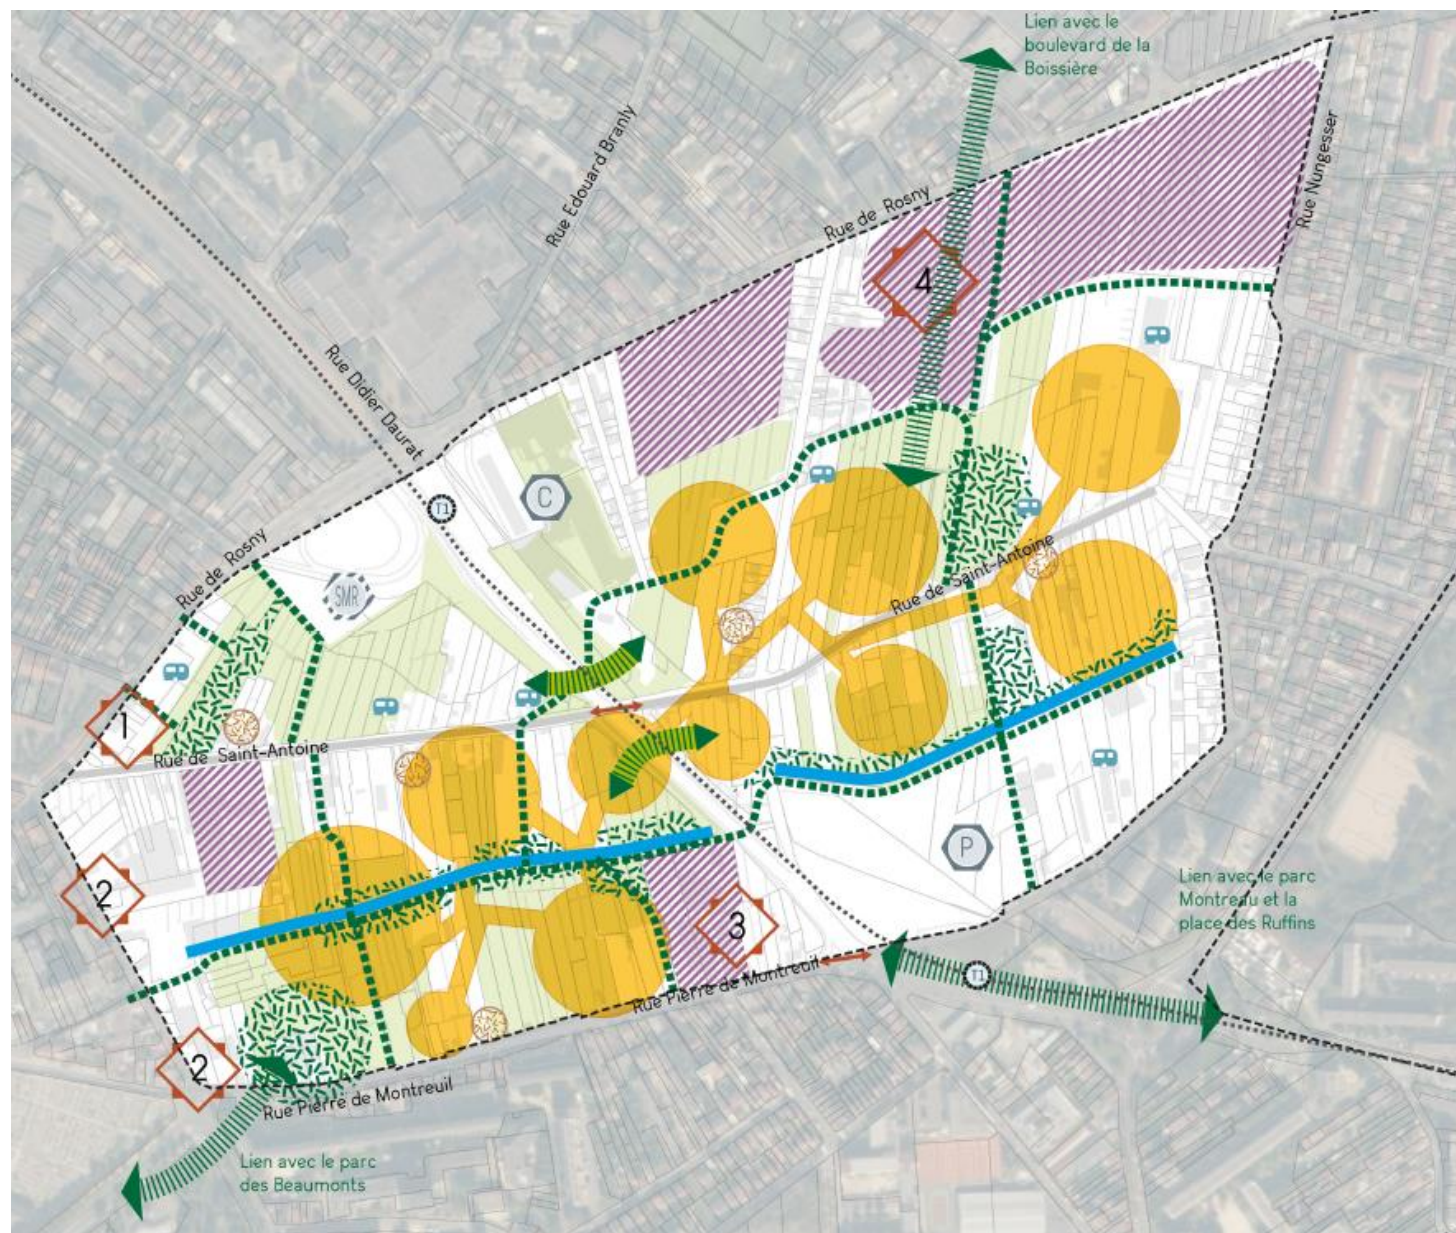 Lien avec le
boulevard de la
Boissière
Rue Edouard Branly
Rue Nungesser
Rue de Rosny
4
Rue Didier Daurat
C
T1
Rue de Rosny
SMR
Rue de Saint-Antoine
1
Rue de Saint-Antoine
P
2
3
Lien avec le parc
Montreau et la
place des Ruffins
Rue Pierre de Montreuil
T1
2
Rue Pierre de Montreuil
Lien avec le parc
des Beaumonts